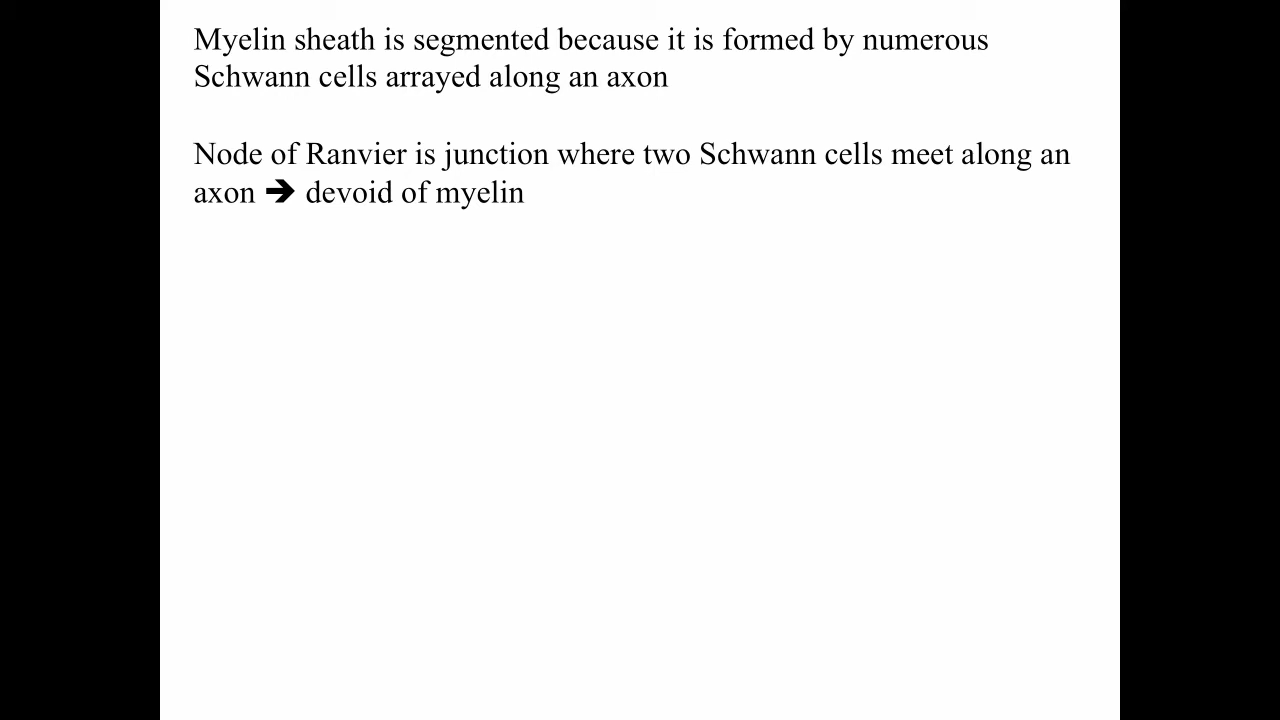 Myelin sheath is segmented because it is formed by numerous
Schwann cells arrayed along an axon
Node of Ranvier is junction where two Schwann cells meet along an
axon ➔ devoid of myelin